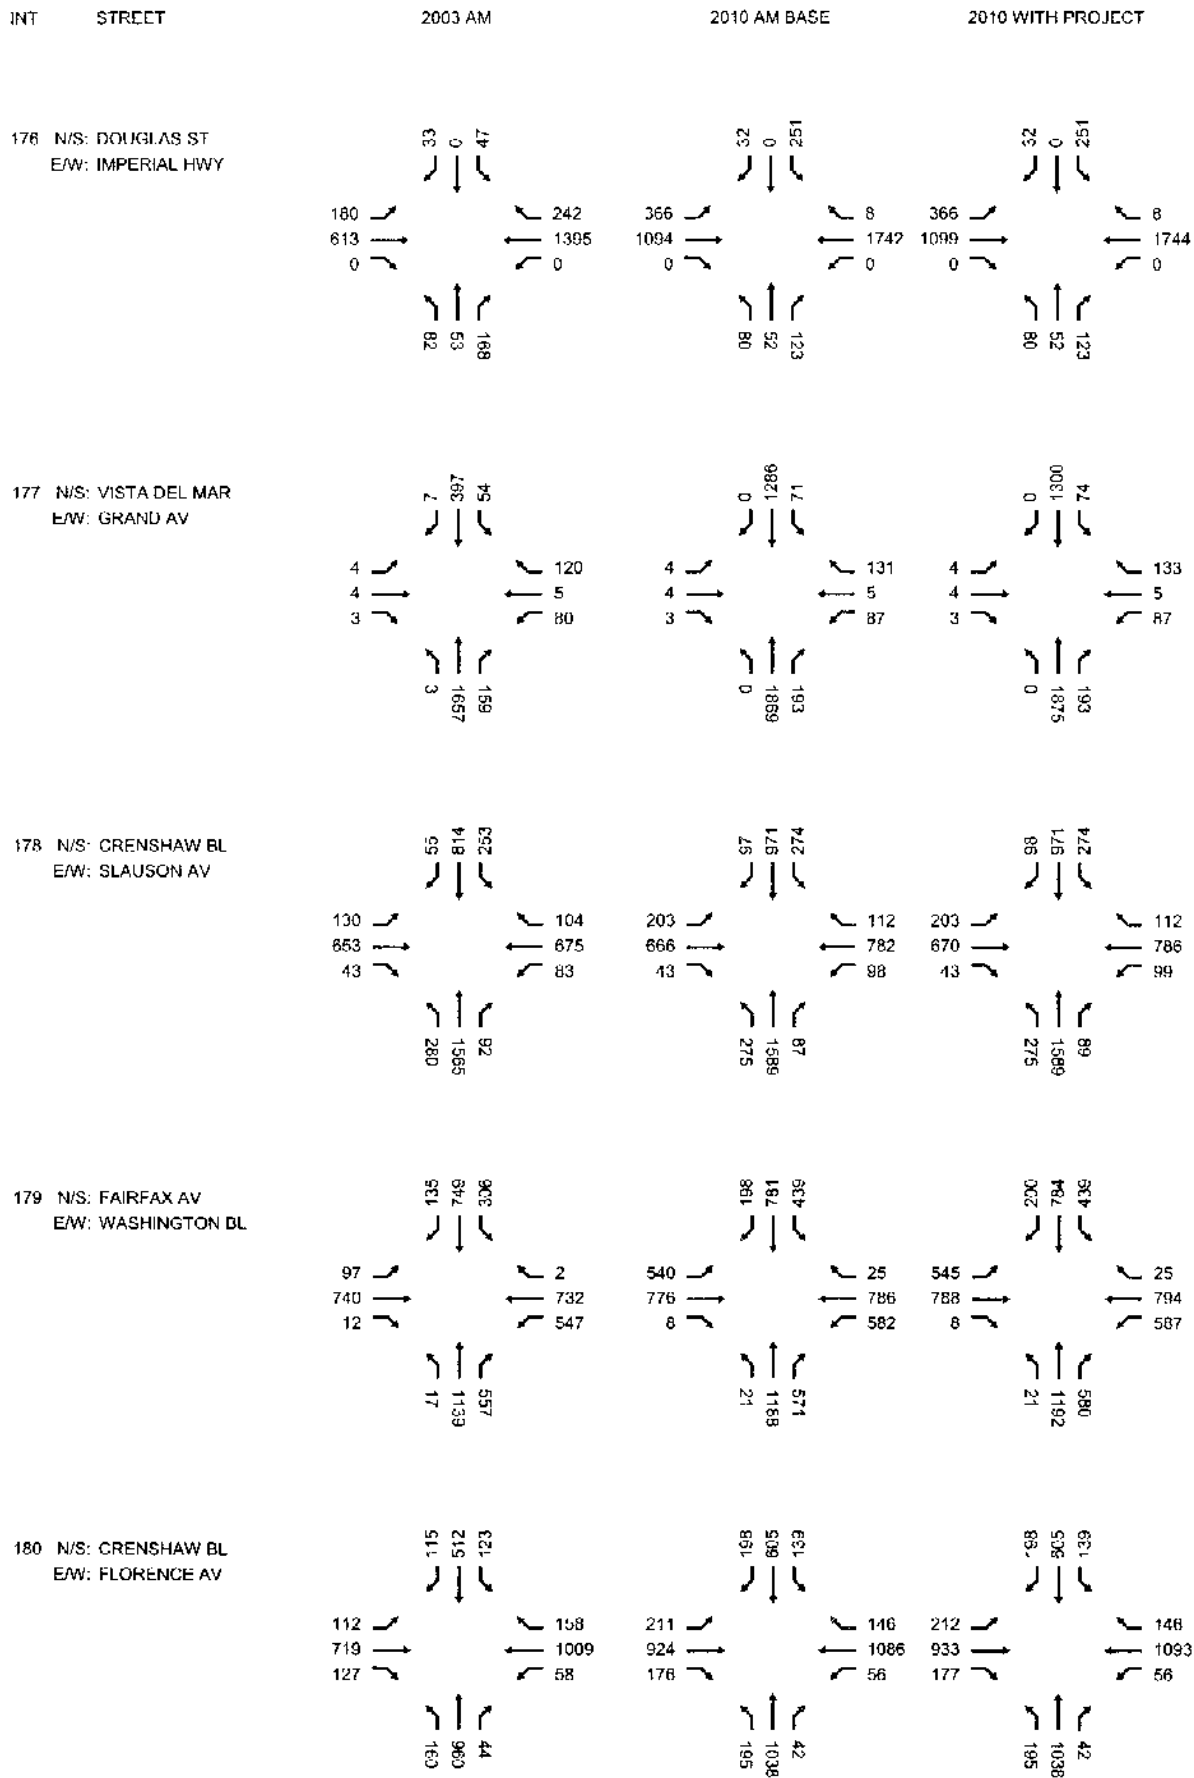 INT STREET 2003 AM 2010 AM BASE 2010 WITH PROJECT
176 N/S: DOUGLAS ST
E/W: IMPERIAL HWY
33 0 47 32 0 251 32 0 251
180 242 366 8 366 8
613 1395 1094 1742 1099 1744
0 0 0 0 0 0
82 53 168 80 52 123 80 52 123
177 N/S: VISTA DEL MAR
E/W: GRAND AV
7 397 54 0 1286 71 0 1300 74
4 120 4 131 4 133
4 5 4 5 4 5
3 80 3 87 3 87
3 1657 159 0 1869 193 0 1875 193
178 N/S: CRENSHAW BL
E/W: SLAUSON AV
814 253 97 971 274 98 971 274
130 104 203 112 203 112
653 675 666 782 670 786
43 83 43 98 43 99
280 1565 92 275 1589 87 275 1589 89
179 N/S: FAIRFAX AV
E/W: WASHINGTON BL
135 749 306 198 781 439 200 784 439
97 2 540 25 545 25
740 732 776 786 788 794
12 547 8 582 8 587
17 1139 557 21 1188 571 21 1192 580
180 N/S: CRENSHAW BL
E/W: FLORENCE AV
115 512 123 198 605 139 198 605 139
112 158 211 146 212 146
719 1009 924 1086 933 1093
127 58 176 56 177 56
160 960 44 195 1038 42 195 1038 42